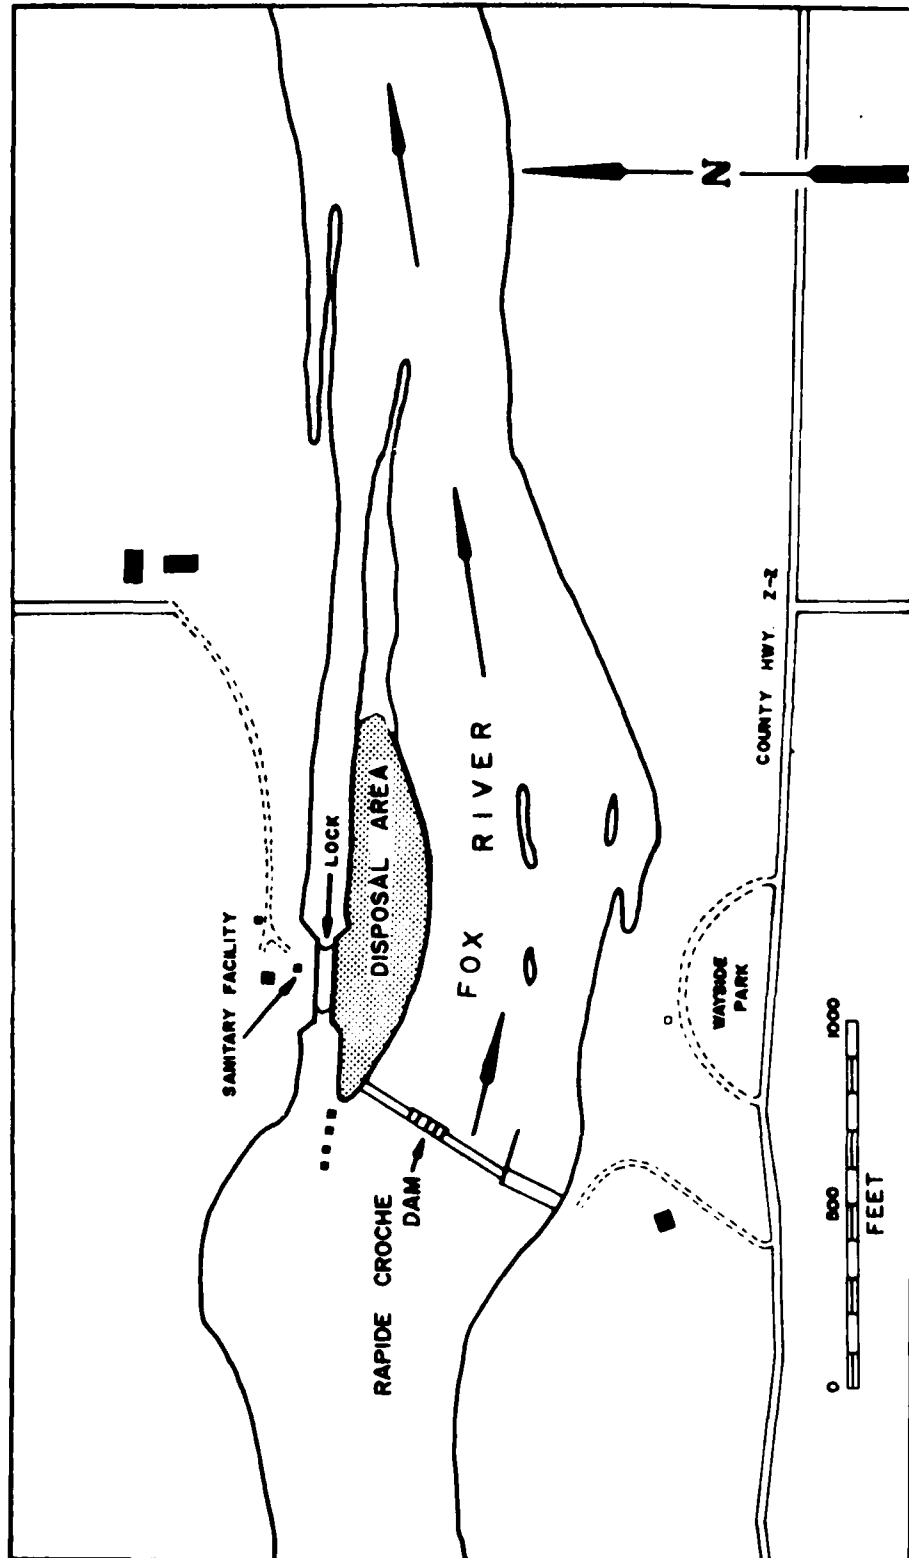 SANITARY FACILITY
LOCK
DISPOSAL AREA
RAPIDE CROCHE
DAM
FOX RIVER
N
COUNTY HWY. Z-Z
WAYSIDE
PARK
0 500 1000
FEET